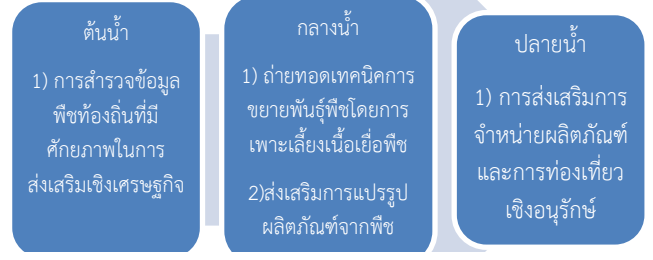 ต้นน้ำ
1) การสำรวจข้อมูล
พืชท้องถิ่นที่มี
ศักยภาพในการ
ส่งเสริมเชิงเศรษฐกิจ
กลางน้ำ
1) ถ่ายทอดเทคนิคการ
ขยายพันธุ์พืชโดยการ
เพาะเลี้ยงเนื้อเยื่อพืช
2)ส่งเสริมการแปรรูป
ผลิตภัณฑ์จากพืช
ปลายน้ำ
1) การส่งเสริมการ
จำหน่ายผลิตภัณฑ์
และการท่องเที่ยว
เชิงอนุรักษ์